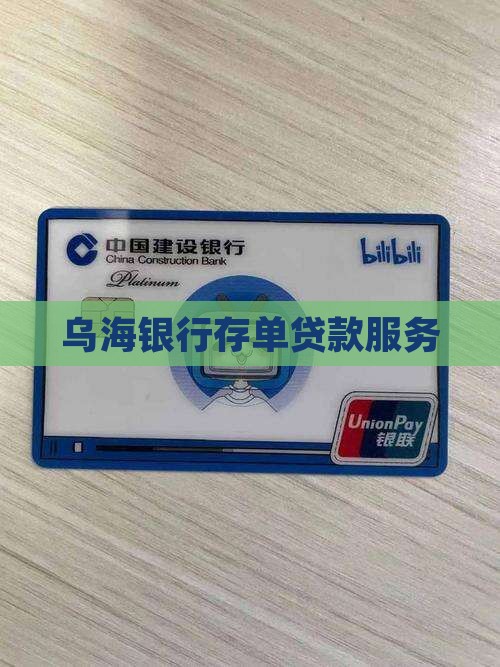 中国建设银行
China Construction Bank
bilibili
Platinum
乌海银行存单贷款服务
UnionPay
银联